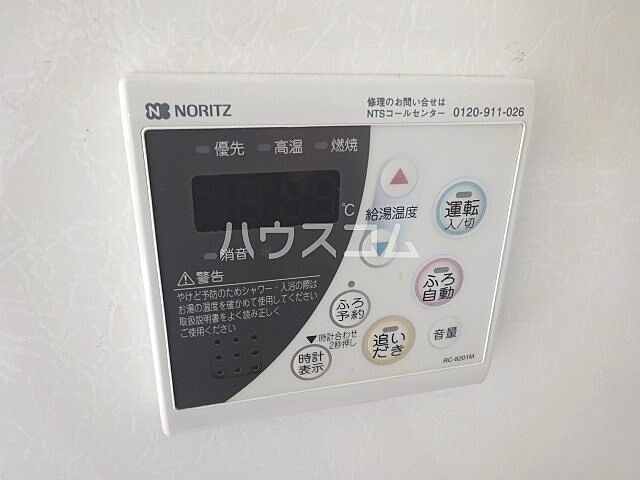 NORITZ
修理のお問い合せは
NTSコールセンター 0120-911-026
優先 高温 燃焼
℃
給湯温度
運転
入/切
ハウスコム
消音
警告
やけど予防のためシャワー・入浴の際は
お湯の温度を確かめて使用してください
取扱説明書をよく読み正しく
ご使用ください
ふろ
自動
ふろ
予約
▼時計合わせ
2秒押し
時計
表示
追い
だき
音量
RC-8201M